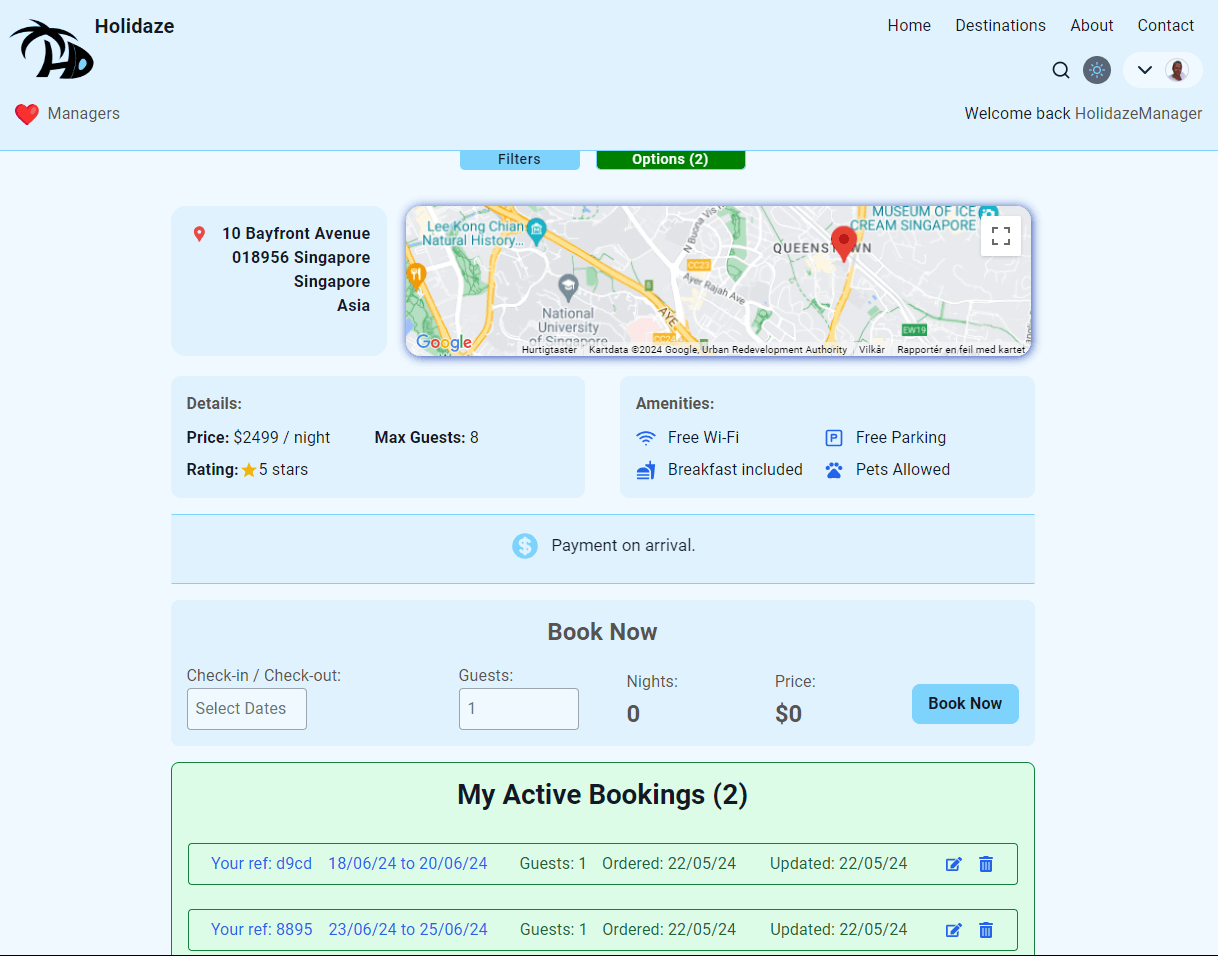 Holidaze
Home Destinations About Contact
Managers
Welcome back HolidazeManager
Filters
Options (2)
10 Bayfront Avenue
018956 Singapore
Singapore
Asia
MUSEUM OF ICE
CREAM SINGAPORE
Lee Kong Chian
Natural History...
N Buona Vis
QUEENSTOWN
CC23
Ayer Rajah Ave
8
AYE
National
University
of Singapore
EW19
Google
Hurtigtaster Kartdata ©2024 Google, Urban Redevelopment Authority Vilkår Rapportér en feil med kartet
Details:
Price: $2499 / night Max Guests: 8
Rating: 5 stars
Amenities:
Free Wi-Fi P Free Parking
Breakfast included Pets Allowed
$ Payment on arrival.
Book Now
Check-in / Check-out: Guests: Nights: Price:
Select Dates 1 0 $0 Book Now
My Active Bookings (2)
Your ref: d9cd 18/06/24 to 20/06/24 Guests: 1 Ordered: 22/05/24 Updated: 22/05/24
Your ref: 8895 23/06/24 to 25/06/24 Guests: 1 Ordered: 22/05/24 Updated: 22/05/24